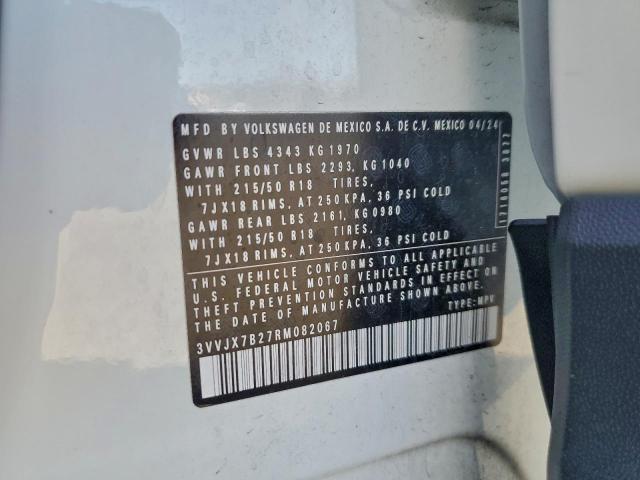 MFD BY VOLKSWAGEN DE MEXICO S.A. DE C.V. MEXICO 04/24
GVWR LBS 4343 KG 1970
GAWR FRONT LBS 2293, KG 1040
WITH 215/50 R18 TIRES,
7JX18 RIMS, AT 250 KPA, 36 PSI COLD
GAWR REAR LBS 2161, KG 0980
WITH 215/50 R18 TIRES,
7JX18 RIMS, AT 250 KPA, 36 PSI COLD
THIS VEHICLE CONFORMS TO ALL APPLICABLE
U.S. FEDERAL MOTOR VEHICLE SAFETY AND
THEFT PREVENTION STANDARDS IN EFFECT ON
THE DATE OF MANUFACTURE SHOWN ABOVE.
TYPE: MPV
3VVJX7B27RM082067